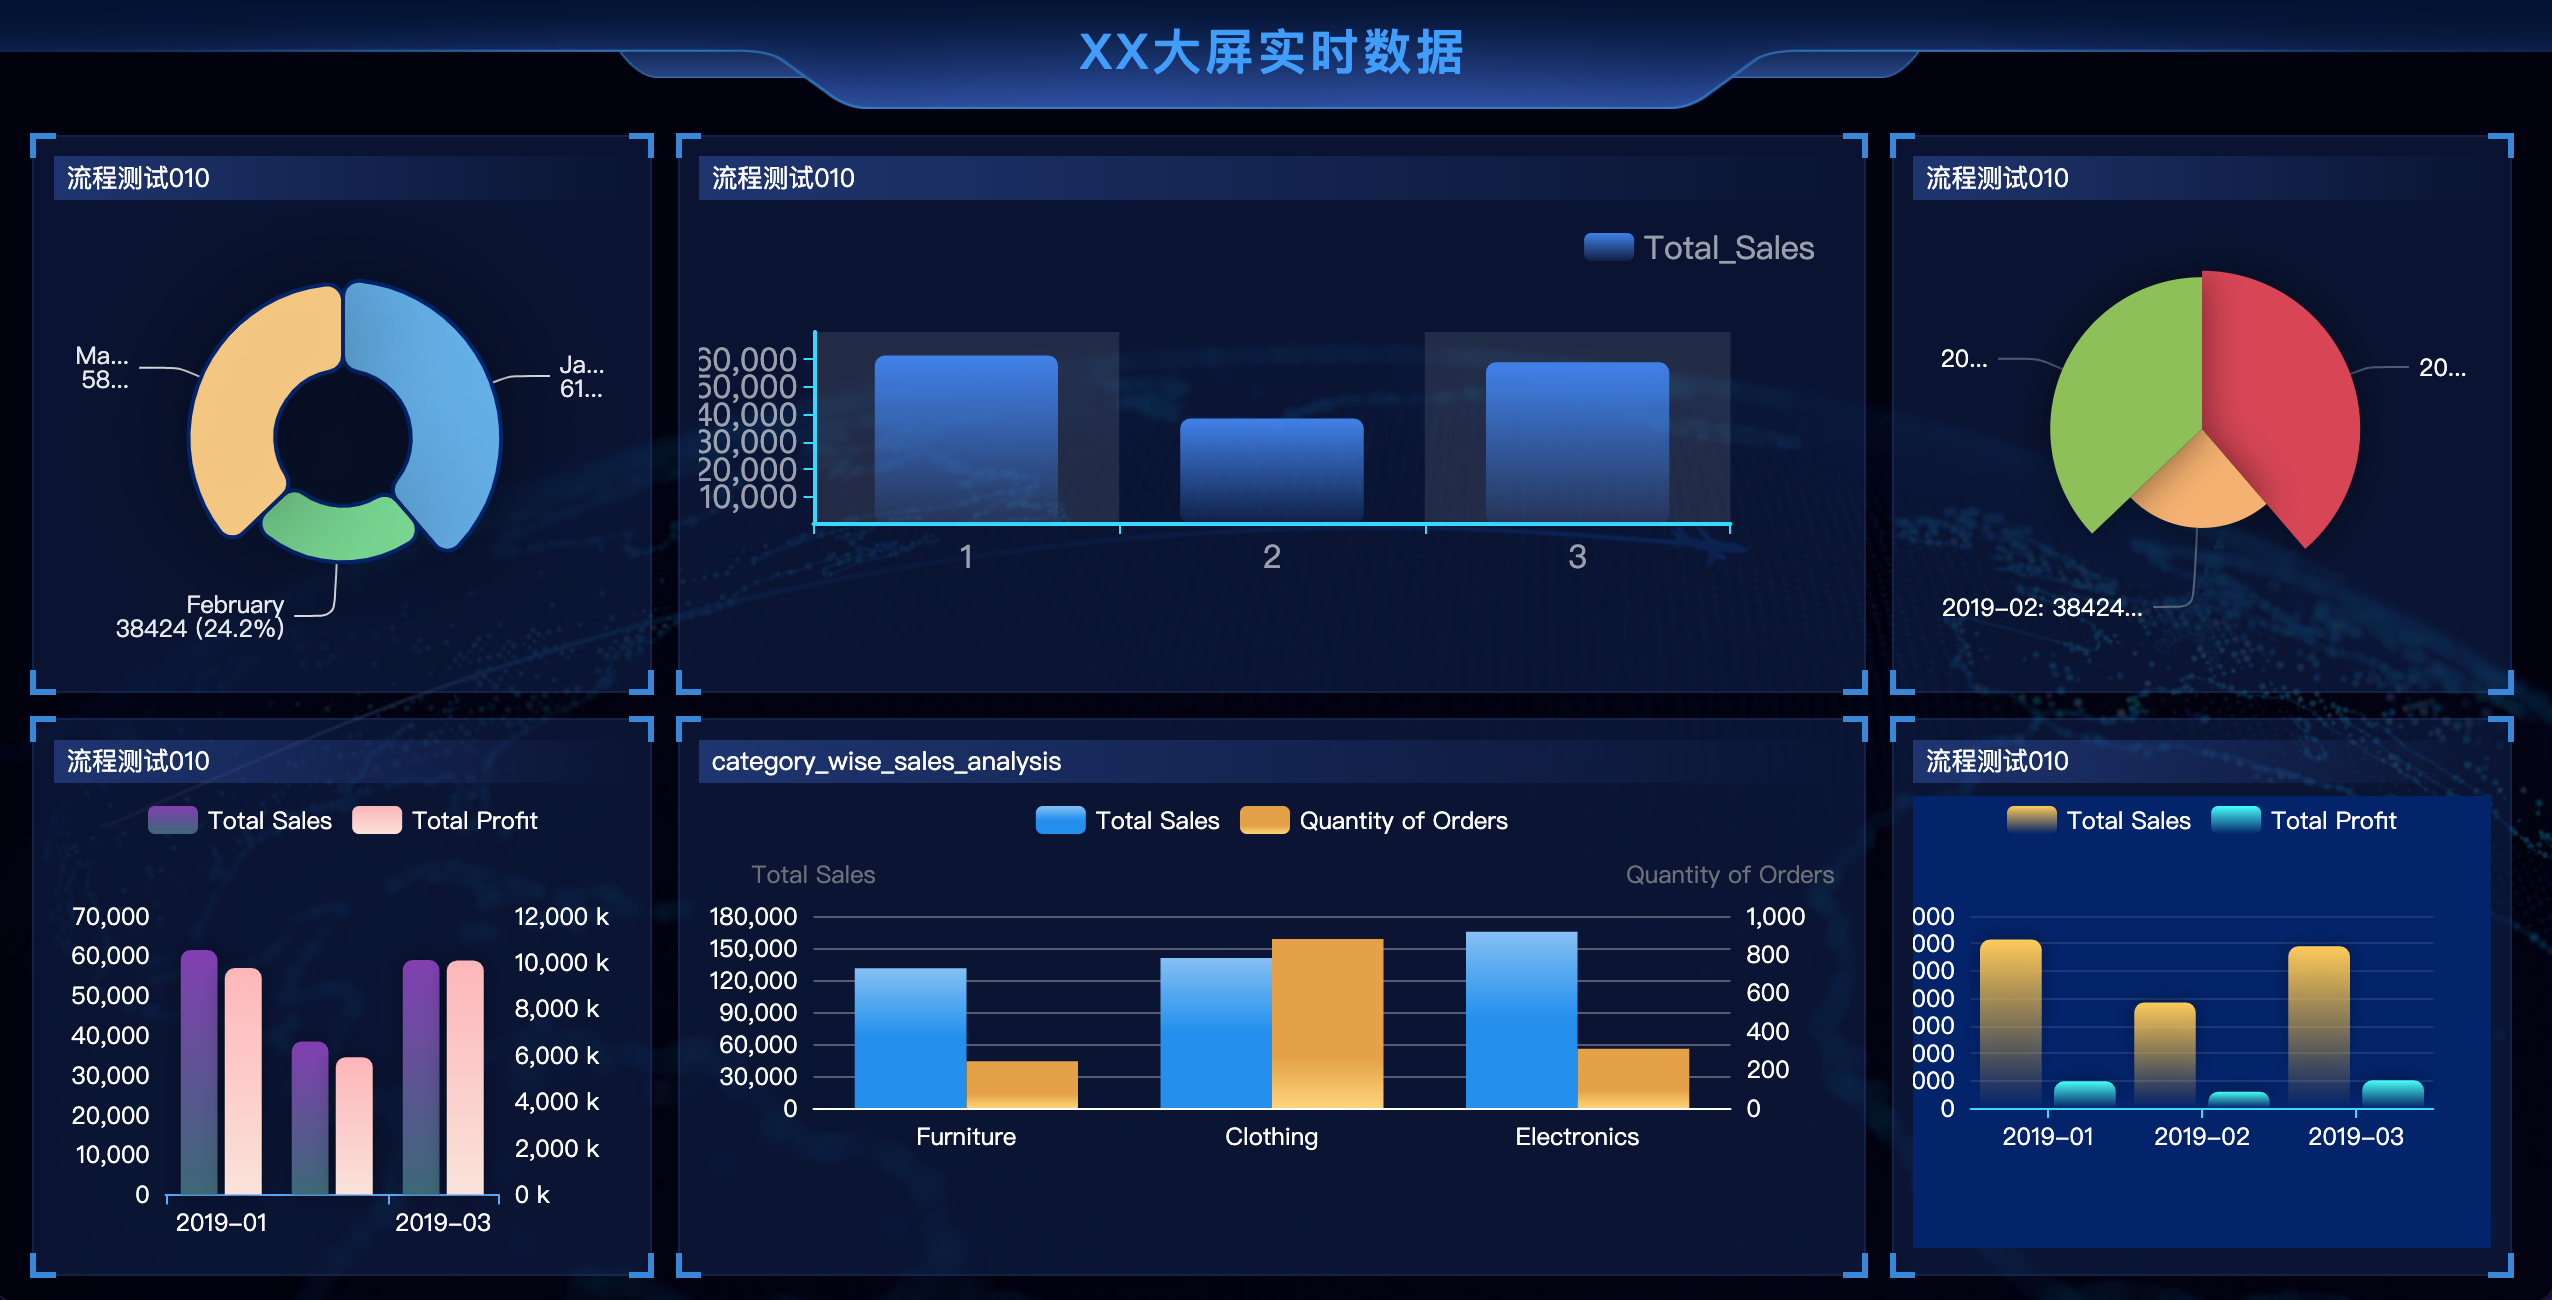 XX大屏实时数据
流程测试010
Ma...
58...
Ja...
61...
February
38424 (24.2%)
流程测试010
Total_Sales
60,000
50,000
40,000
30,000
20,000
10,000
1
2
3
流程测试010
20...
20...
2019-02: 38424...
流程测试010
Total Sales
Total Profit
70,000
60,000
50,000
40,000
30,000
20,000
10,000
0
12,000 k
10,000 k
8,000 k
6,000 k
4,000 k
2,000 k
0 k
2019-01
2019-03
category_wise_sales_analysis
Total Sales
Quantity of Orders
Total Sales
Quantity of Orders
180,000
150,000
120,000
90,000
60,000
30,000
0
1,000
800
600
400
200
0
Furniture
Clothing
Electronics
流程测试010
Total Sales
Total Profit
000
000
000
000
000
000
000
0
2019-01
2019-02
2019-03